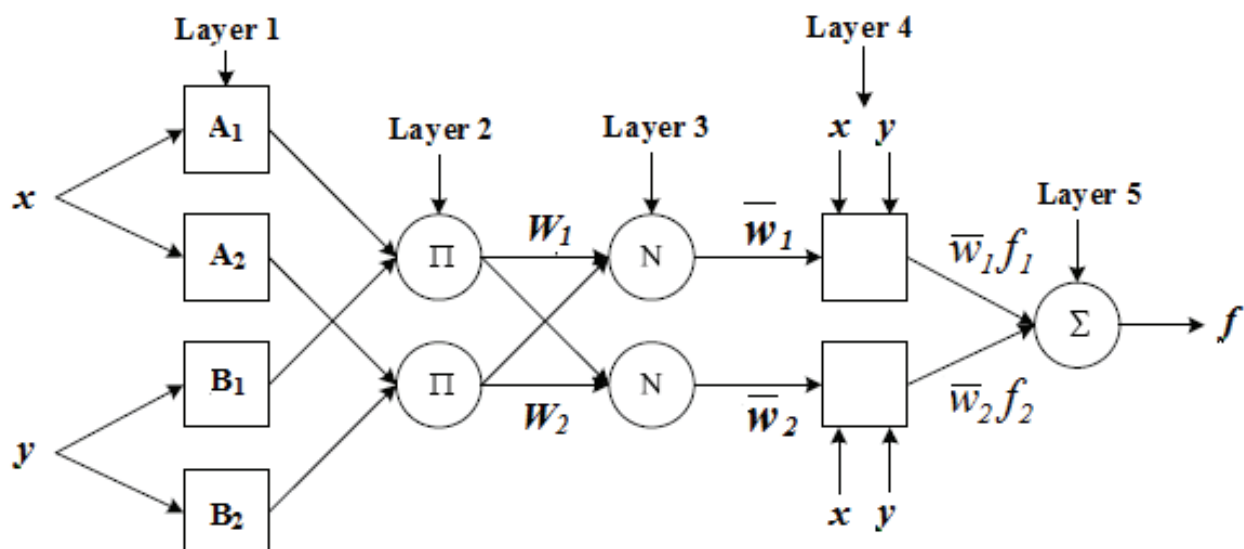 Layer 1
Layer 4
A₁
Layer 2
Layer 3
x y
x
W₁
w̅₁
Layer 5
A₂
Π
N
w̅₁f₁
Σ
f
B₁
Π
N
W₂
w̅₂
w̅₂f₂
y
B₂
x y